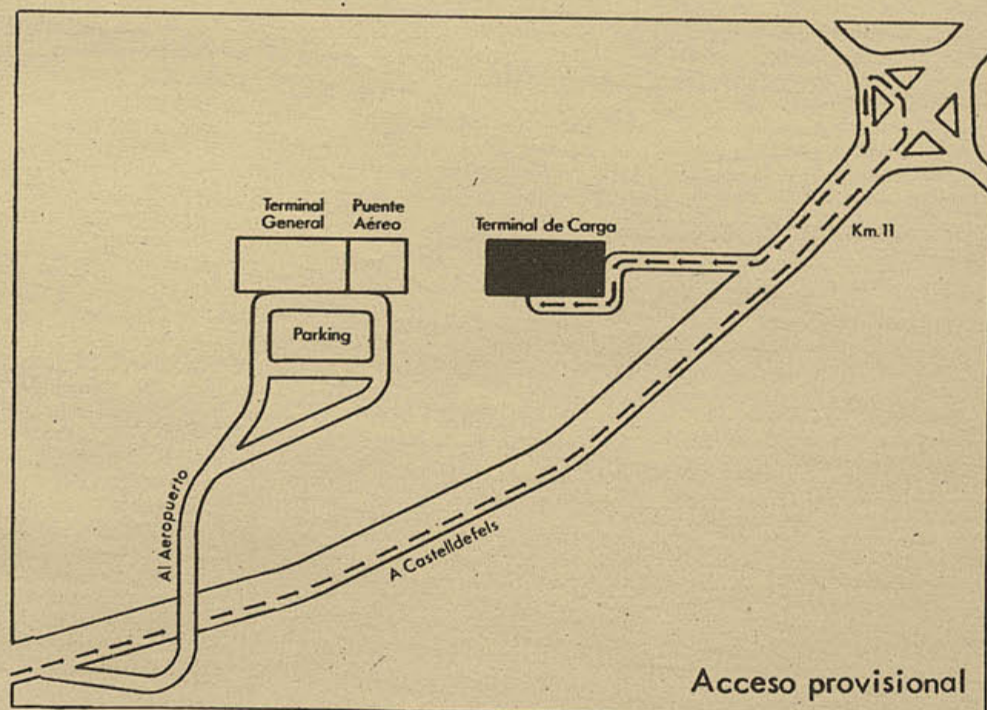 Terminal
General
Puente
Aéreo
Terminal de Carga
Km. 11
Parking
Al Aeropuerto
A Castelldefels
Acceso provisional